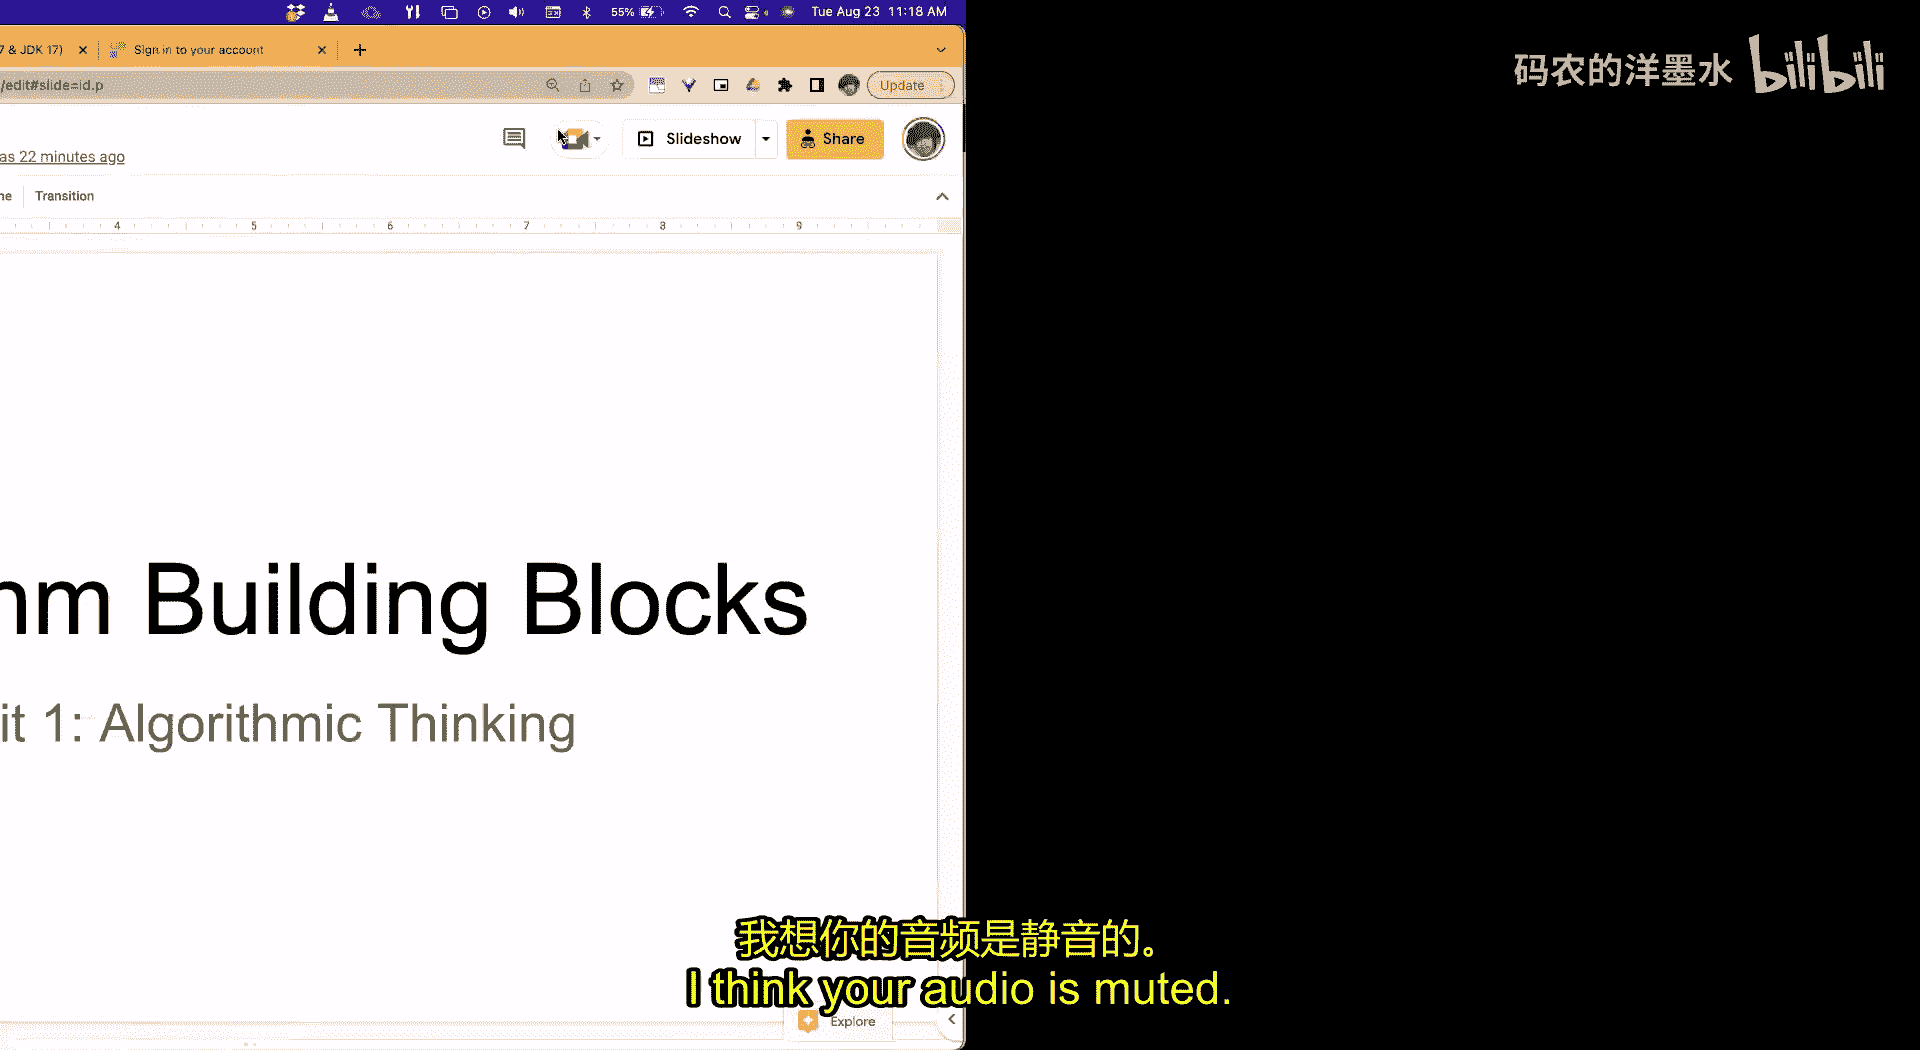 55%
Tue Aug 23 11:18 AM
7 & JDK 17)
Sign in to your account
/edit#slide=id.p
Update
码农的洋墨水 bilibili
Slideshow
Share
as 22 minutes ago
ne
Transition
4 5 6 7 8 9
hm Building Blocks
it 1: Algorithmic Thinking
我想你的音频是静音的。
I think your audio is muted.
Explore